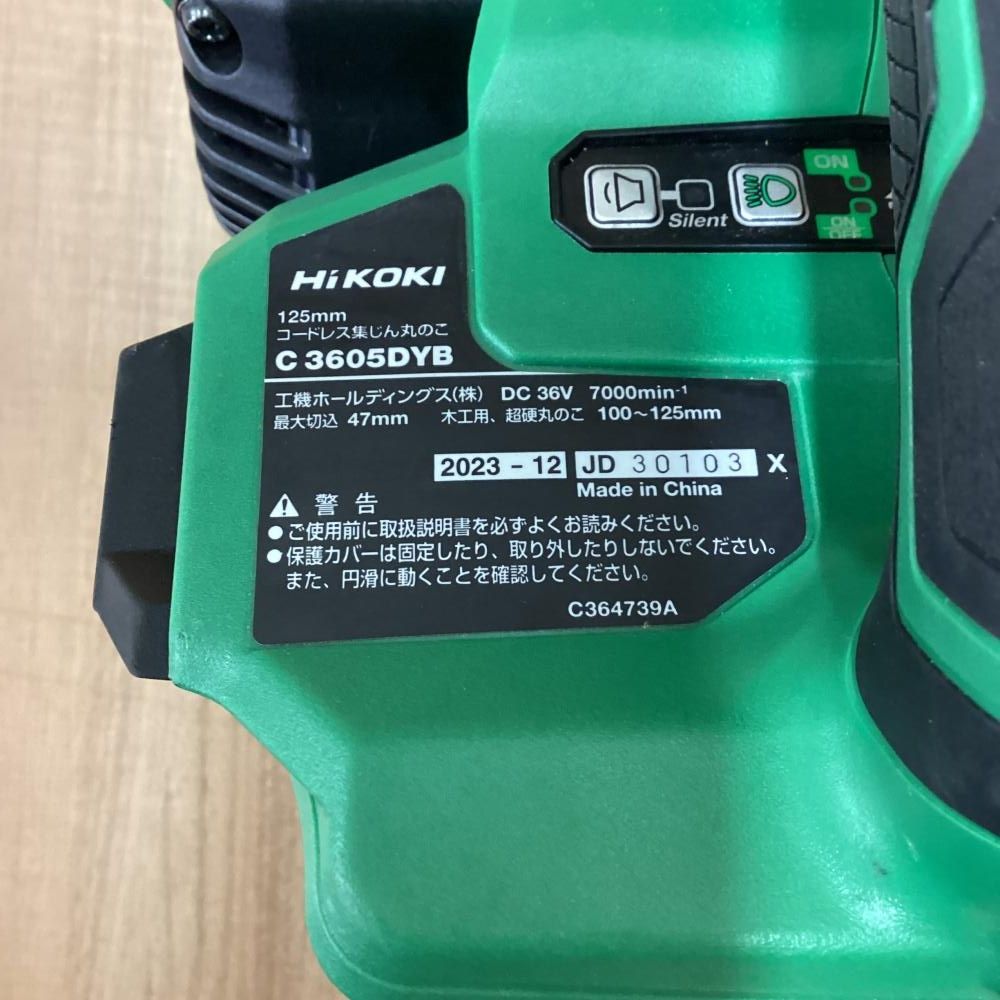 ON
Silent
ON
OFF
HiKOKI
125mm
コードレス集じん丸のこ
C 3605DYB
工機ホールディングス(株) DC 36V 7000min-1
最大切込 47mm 木工用、超硬丸のこ 100～125mm
2023 - 12 JD 30103 X
Made in China
警告
●ご使用前に取扱説明書を必ずよくお読みください。
●保護カバーは固定したり、取り外したりしないでください。
また、円滑に動くことを確認してください。
C364739A